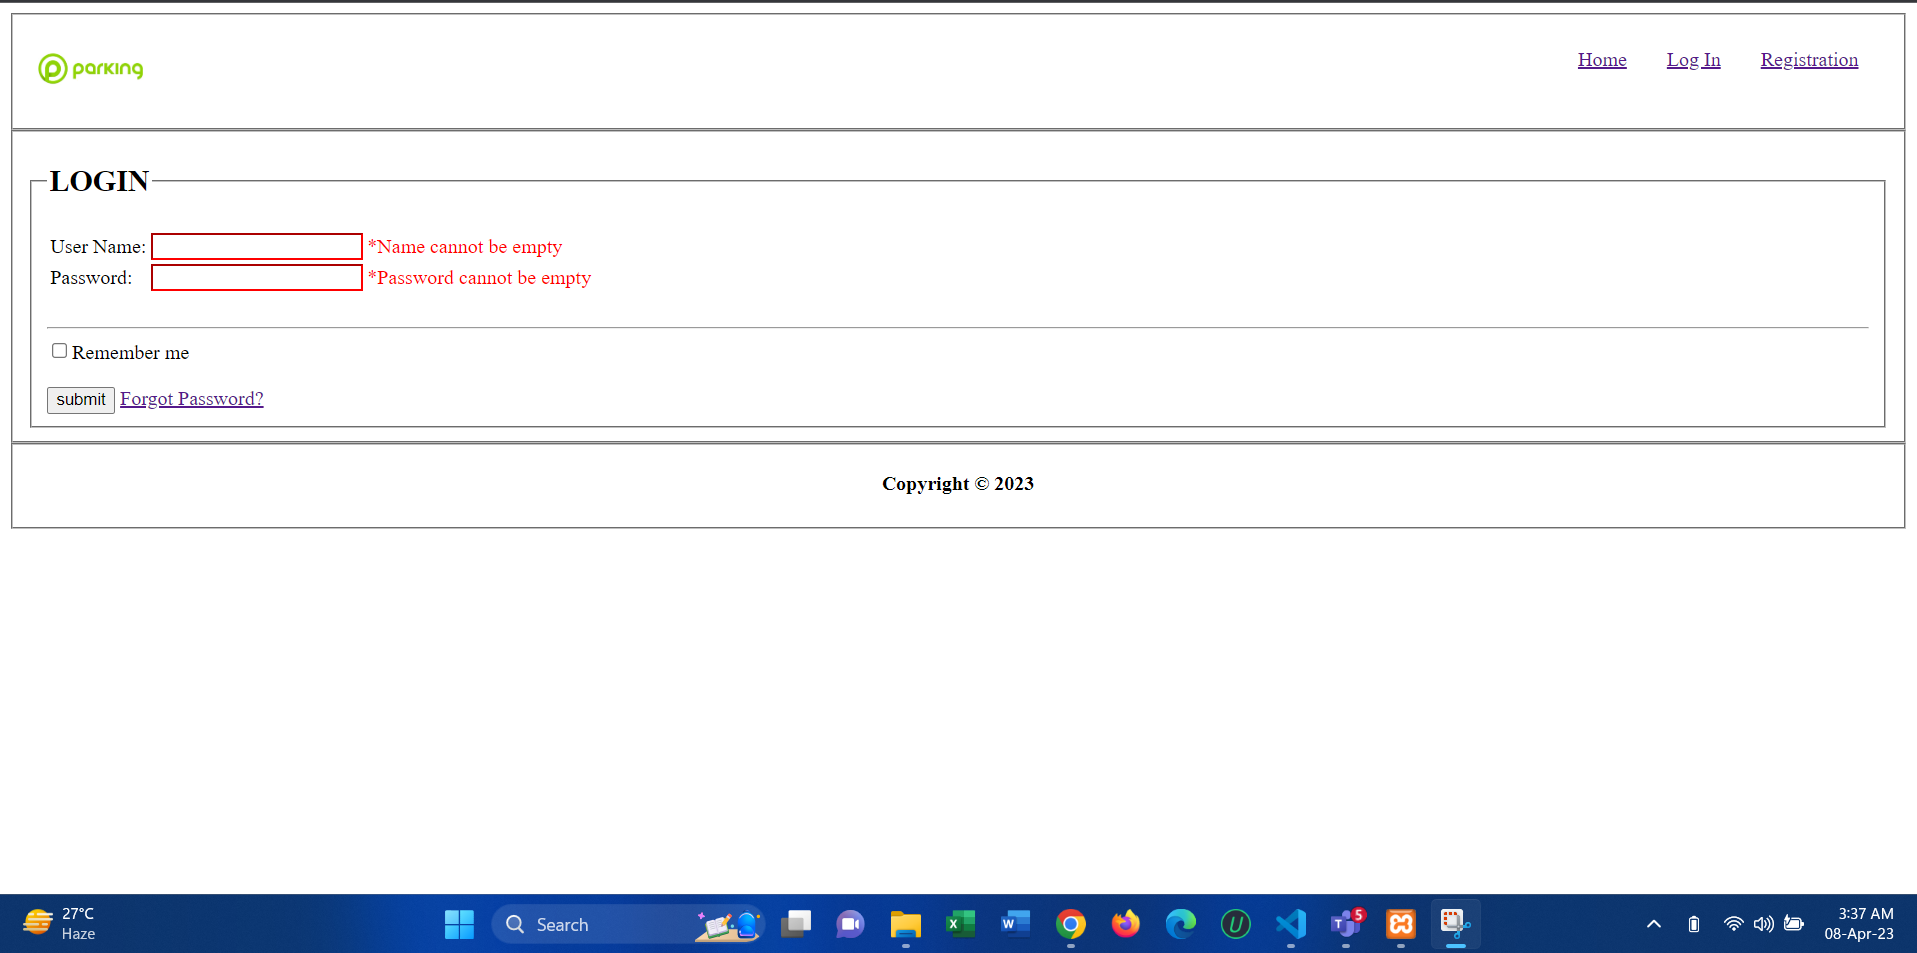 parking
Home Log In Registration
LOGIN
User Name: *Name cannot be empty
Password: *Password cannot be empty
Remember me
submit Forgot Password?
Copyright © 2023
27°C
Haze
Search
5
3:37 AM
08-Apr-23